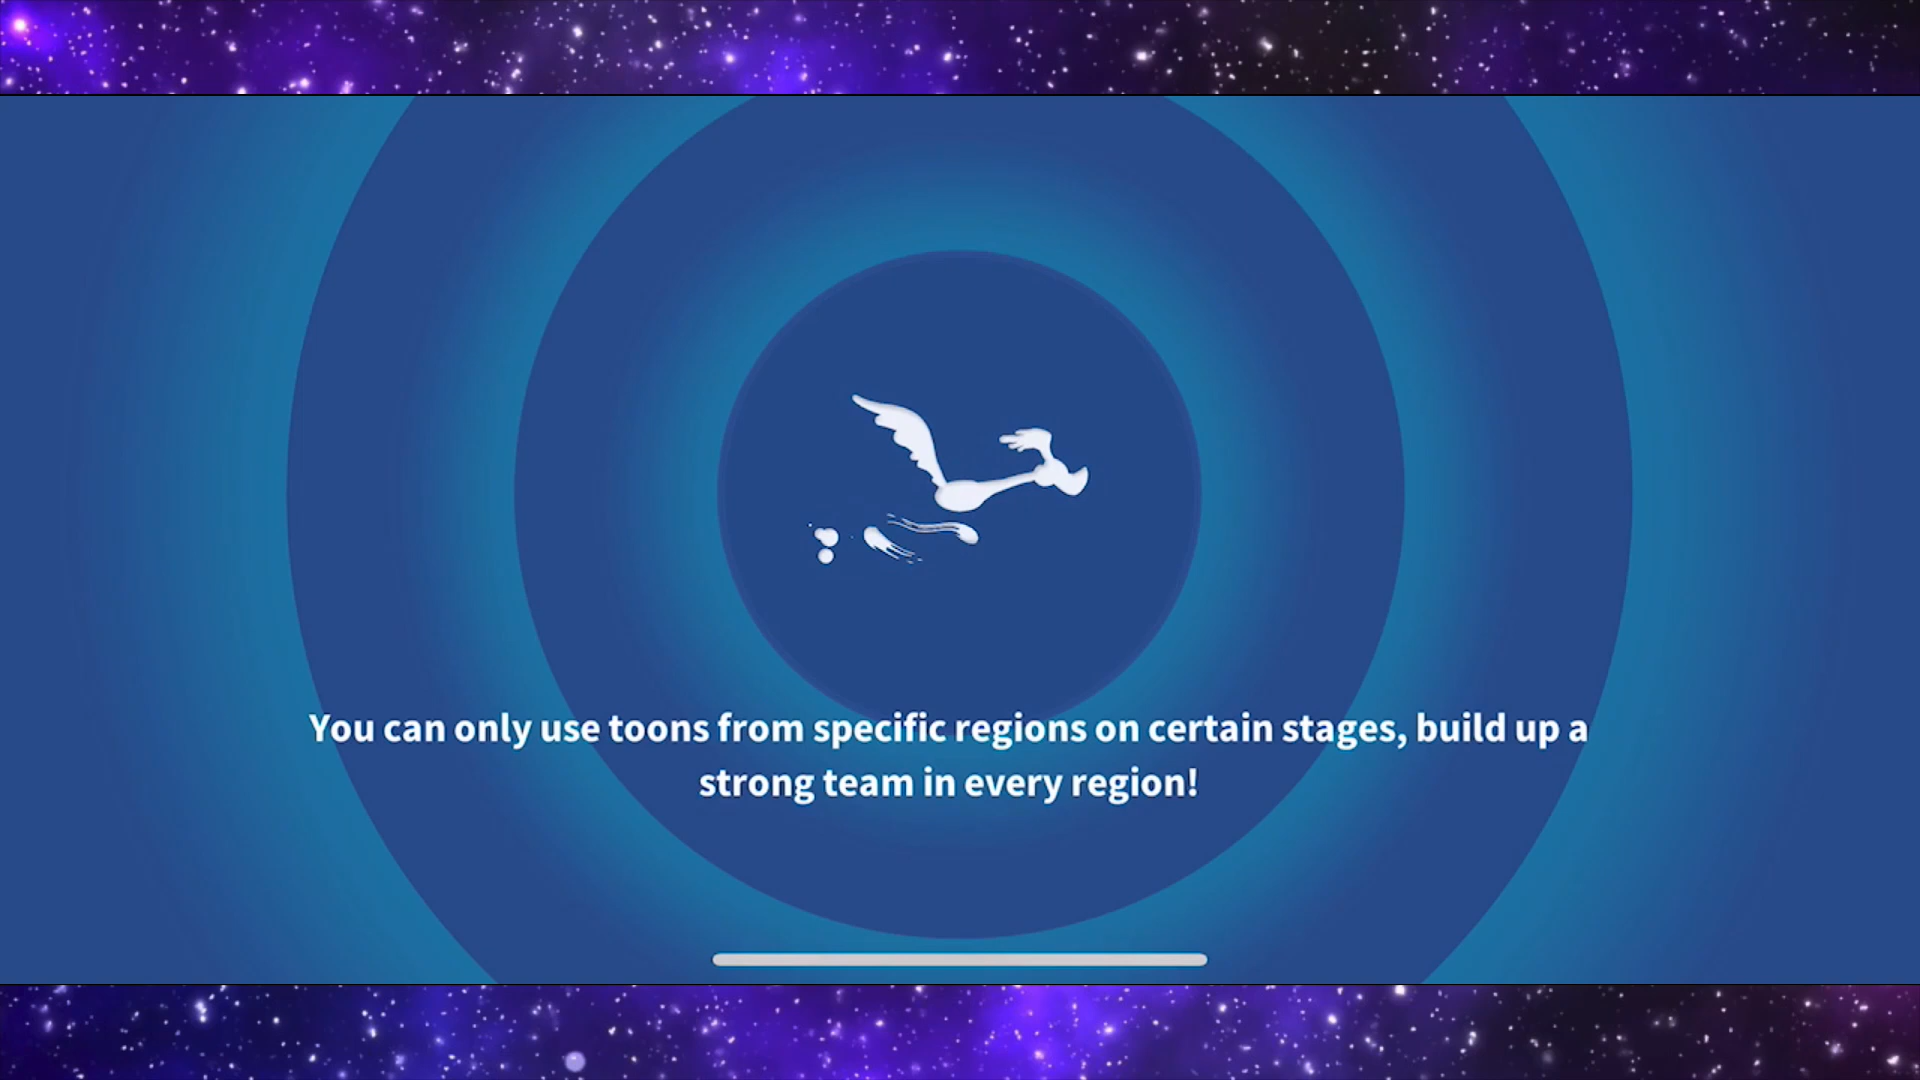 You can only use toons from specific regions on certain stages, build up a
strong team in every region!